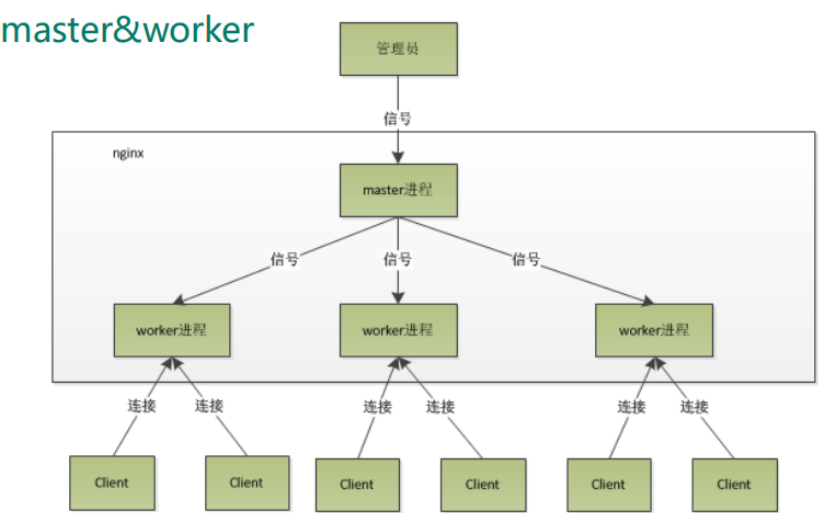 master&worker
管理员
信号
nginx
master进程
信号 信号 信号
worker进程 worker进程 worker进程
连接 连接 连接 连接 连接 连接
Client Client Client Client Client Client